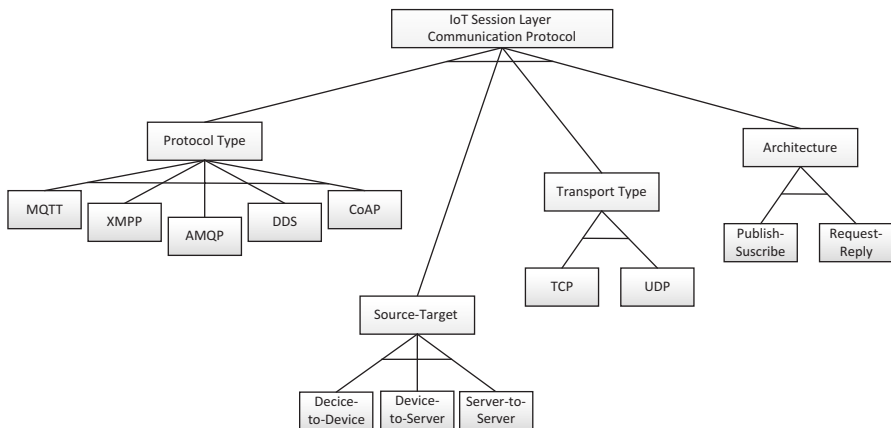 IoT Session Layer
Communication Protocol
Protocol Type
Architecture
Transport Type
MQTT
XMPP
AMQP
DDS
CoAP
Publish-
Suscribe
Request-
Reply
TCP
UDP
Source-Target
Decice-
to-Device
Device-
to-Server
Server-to-
Server